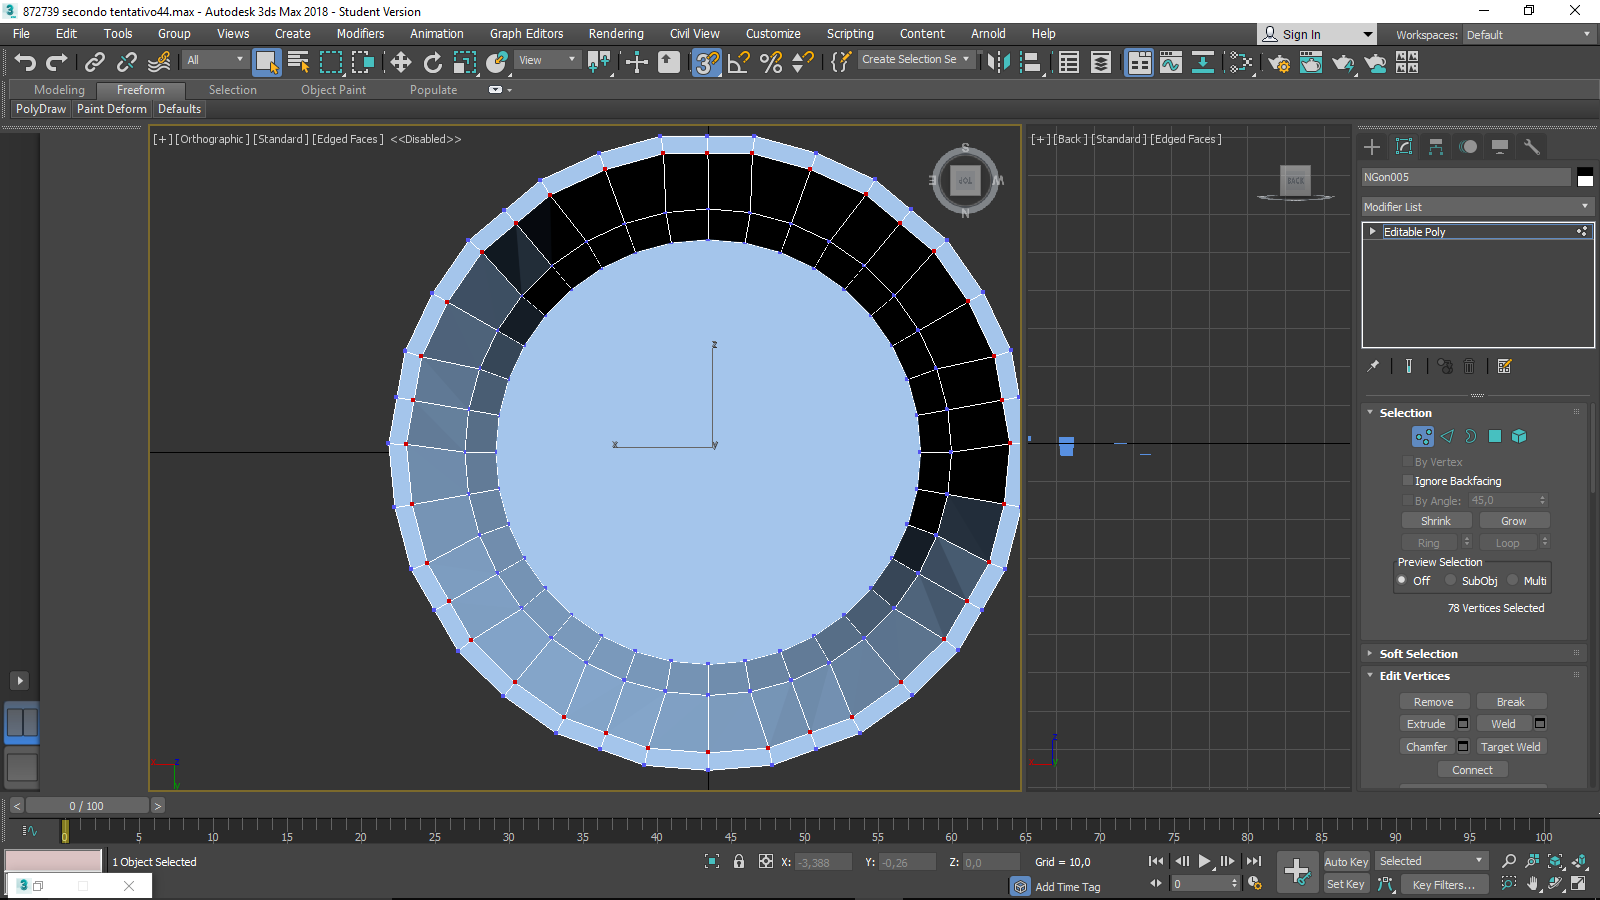 872739 secondo tentativo44.max - Autodesk 3ds Max 2018 - Student Version
File Edit Tools Group Views Create Modifiers Animation Graph Editors Rendering Civil View Customize Scripting Content Arnold Help Sign In Workspaces: Default
All View Create Selection Se
Modeling Freeform Selection Object Paint Populate
PolyDraw Paint Deform Defaults
[+] [Orthographic] [Standard] [Edged Faces] <<Disabled>>
S
E TOP W
N
z
x y
x z
y
[+] [Back] [Standard] [Edged Faces]
BACK
z
x y
NGon005
Modifier List
Editable Poly
Selection
By Vertex
Ignore Backfacing
By Angle: 45,0
Shrink Grow
Ring Loop
Preview Selection
Off SubObj Multi
78 Vertices Selected
Soft Selection
Edit Vertices
Remove Break
Extrude Weld
Chamfer Target Weld
Connect
< 0 / 100 >
0 5 10 15 20 25 30 35 40 45 50 55 60 65 70 75 80 85 90 95 100
1 Object Selected X: -3,388 Y: -0,26 Z: 0,0 Grid = 10,0 Auto Key Selected
Add Time Tag 0 Set Key Key Filters...
3